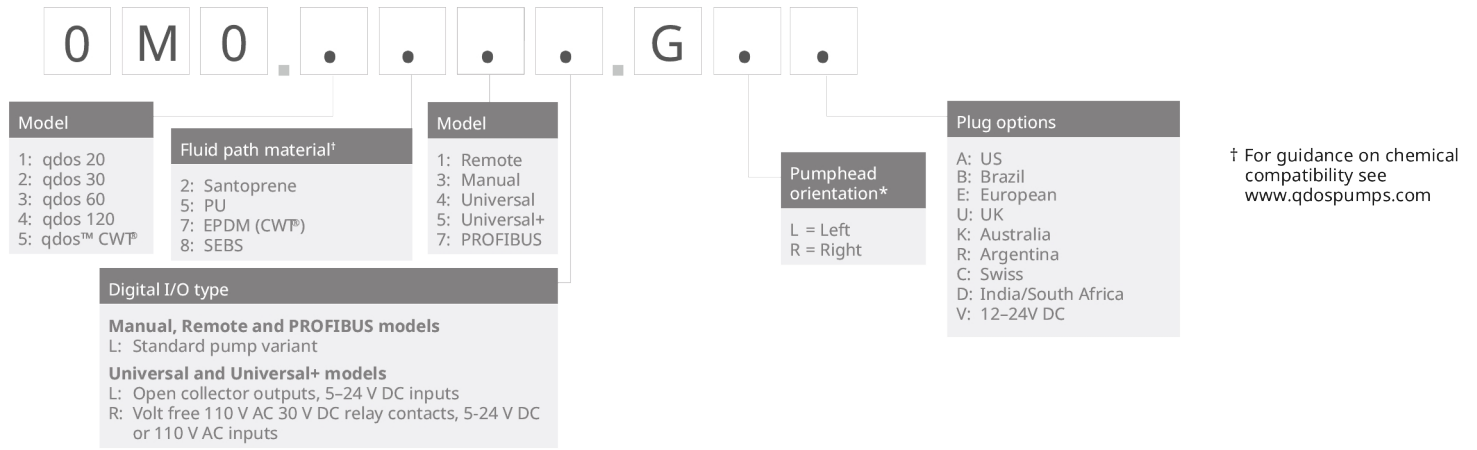 0 M 0 . . . . . . G . .
Model
1: qdos 20
2: qdos 30
3: qdos 60
4: qdos 120
5: qdos™ CWT®
Fluid path material†
2: Santoprene
5: PU
7: EPDM (CWT®)
8: SEBS
Model
1: Remote
3: Manual
4: Universal
5: Universal+
7: PROFIBUS
Digital I/O type
Manual, Remote and PROFIBUS models
L: Standard pump variant
Universal and Universal+ models
L: Open collector outputs, 5–24 V DC inputs
R: Volt free 110 V AC 30 V DC relay contacts, 5-24 V DC
or 110 V AC inputs
Pumphead
orientation*
L = Left
R = Right
Plug options
A: US
B: Brazil
E: European
U: UK
K: Australia
R: Argentina
C: Swiss
D: India/South Africa
V: 12–24V DC
† For guidance on chemical
compatibility see
www.qdospumps.com